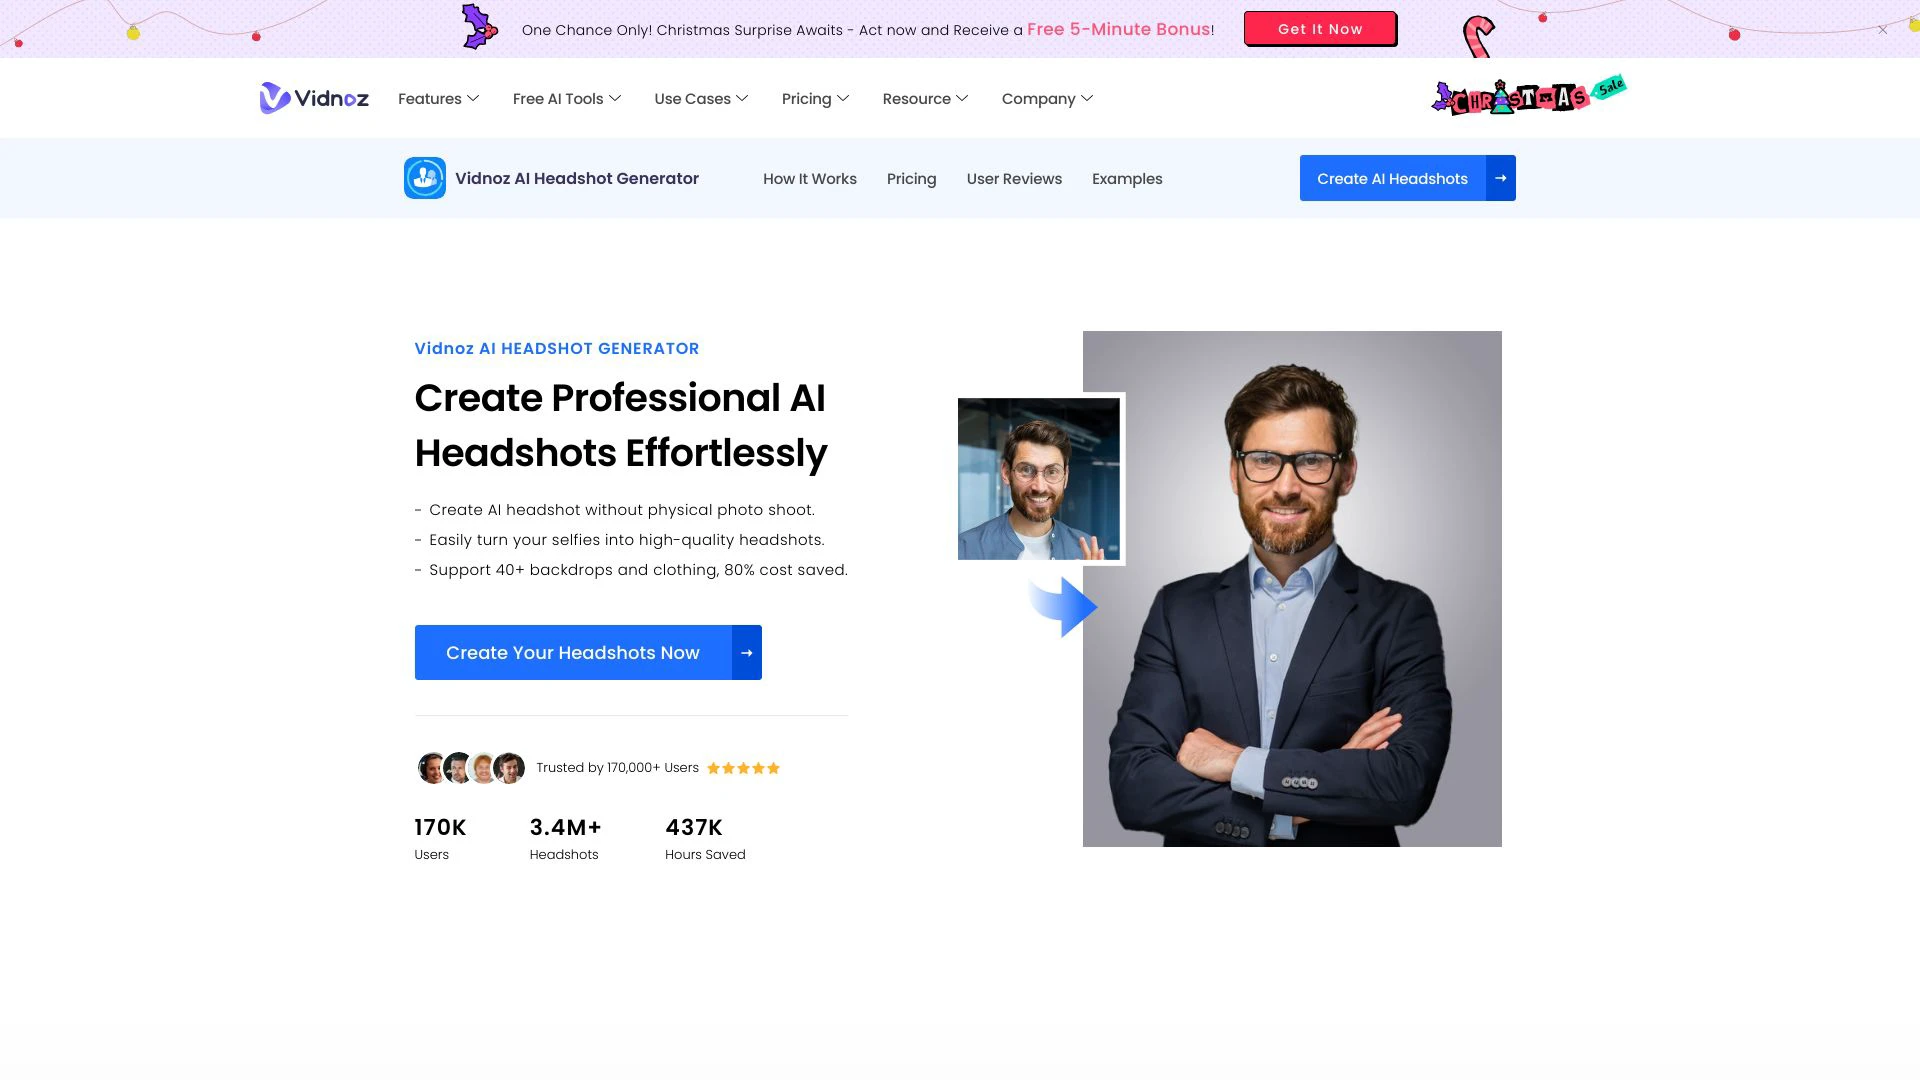 One Chance Only! Christmas Surprise Awaits - Act now and Receive a Free 5-Minute Bonus!
Get It Now
Vidnoz
Features
Free AI Tools
Use Cases
Pricing
Resource
Company
CHRISTMAS Sale
Vidnoz AI Headshot Generator
How It Works
Pricing
User Reviews
Examples
Create AI Headshots
Vidnoz AI HEADSHOT GENERATOR
Create Professional AI
Headshots Effortlessly
- Create AI headshot without physical photo shoot.
- Easily turn your selfies into high-quality headshots.
- Support 40+ backdrops and clothing, 80% cost saved.
Create Your Headshots Now
Trusted by 170,000+ Users
170K
Users
3.4M+
Headshots
437K
Hours Saved